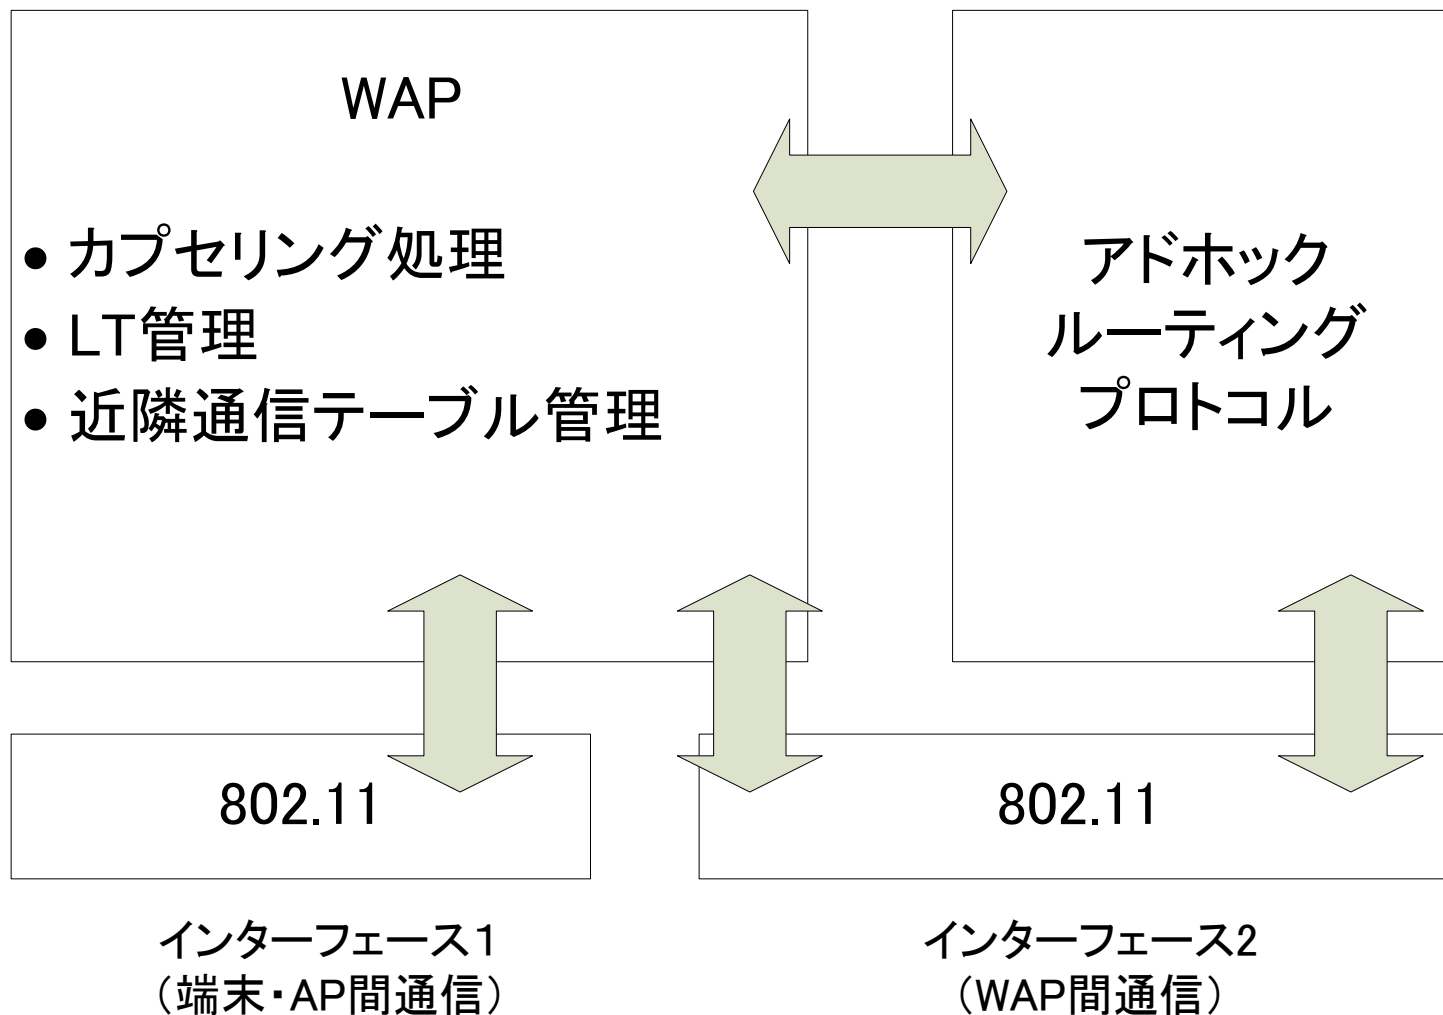 WAP
• カプセリング処理
• LT管理
• 近隣通信テーブル管理
アドホック
ルーティング
プロトコル
802.11
802.11
インターフェース1
（端末・AP間通信）
インターフェース2
（WAP間通信）